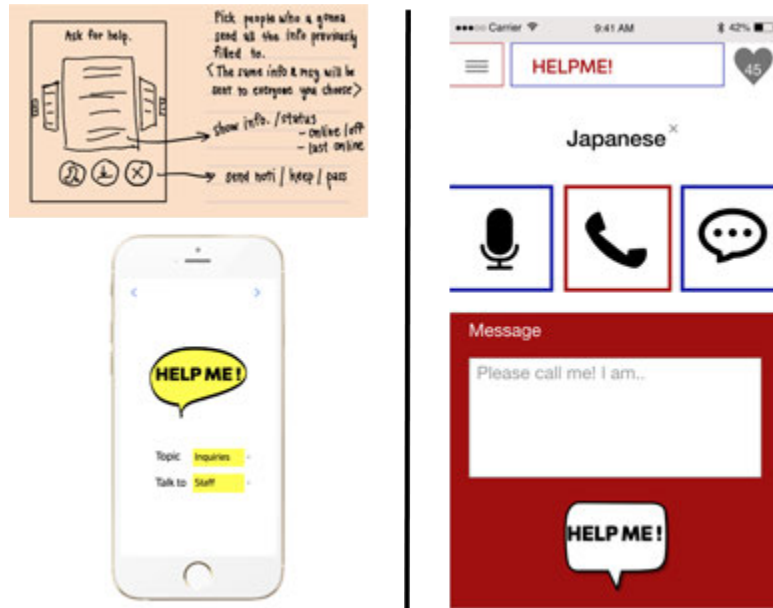 Ask for help.
Pick people who a gonna
send all the info previously
filled to.
<The same info & msg will be
sent to everyone you choose>
show info./status
- online/off
- last online
send noti / keep / pass
HELP ME!
Topic Inquiries
Talk to Staff
Carrier 9:41 AM 42%
HELPME! 45
Japanese ×
Message
Please call me! I am..
HELP ME!